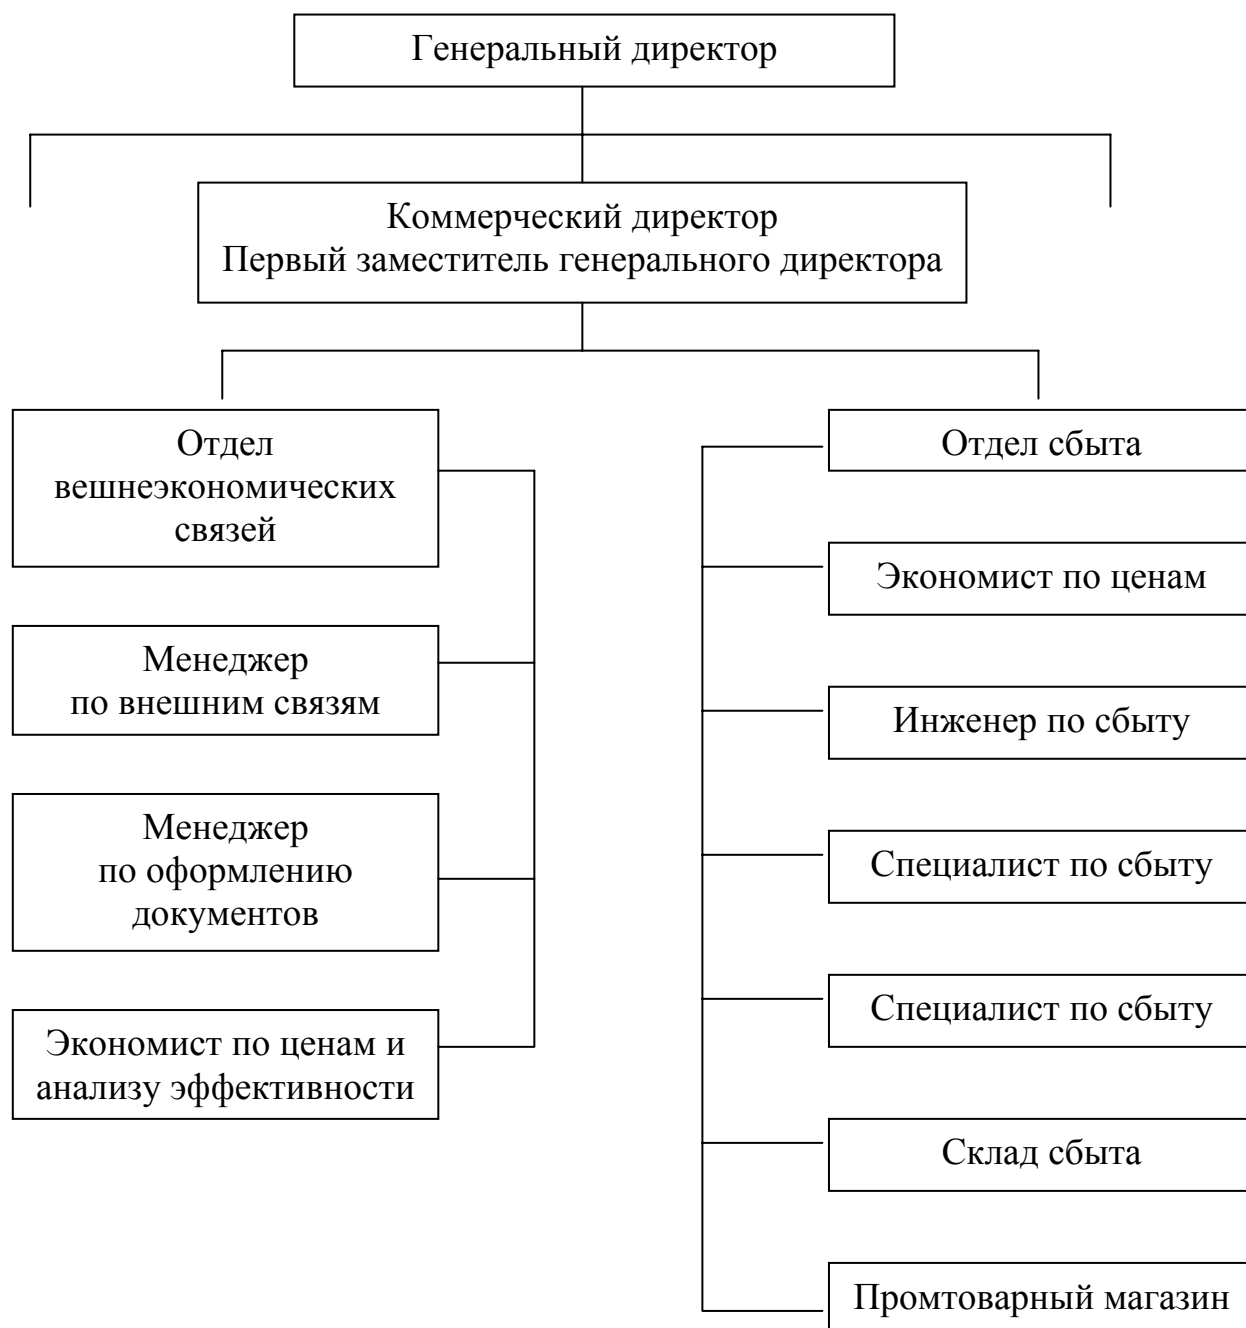 Генеральный директор
Коммерческий директор
Первый заместитель генерального директора
Отдел
вешнеэкономических
связей
Менеджер
по внешним связям
Менеджер
по оформлению
документов
Экономист по ценам и
анализу эффективности
Отдел сбыта
Экономист по ценам
Инженер по сбыту
Специалист по сбыту
Специалист по сбыту
Склад сбыта
Промтоварный магазин